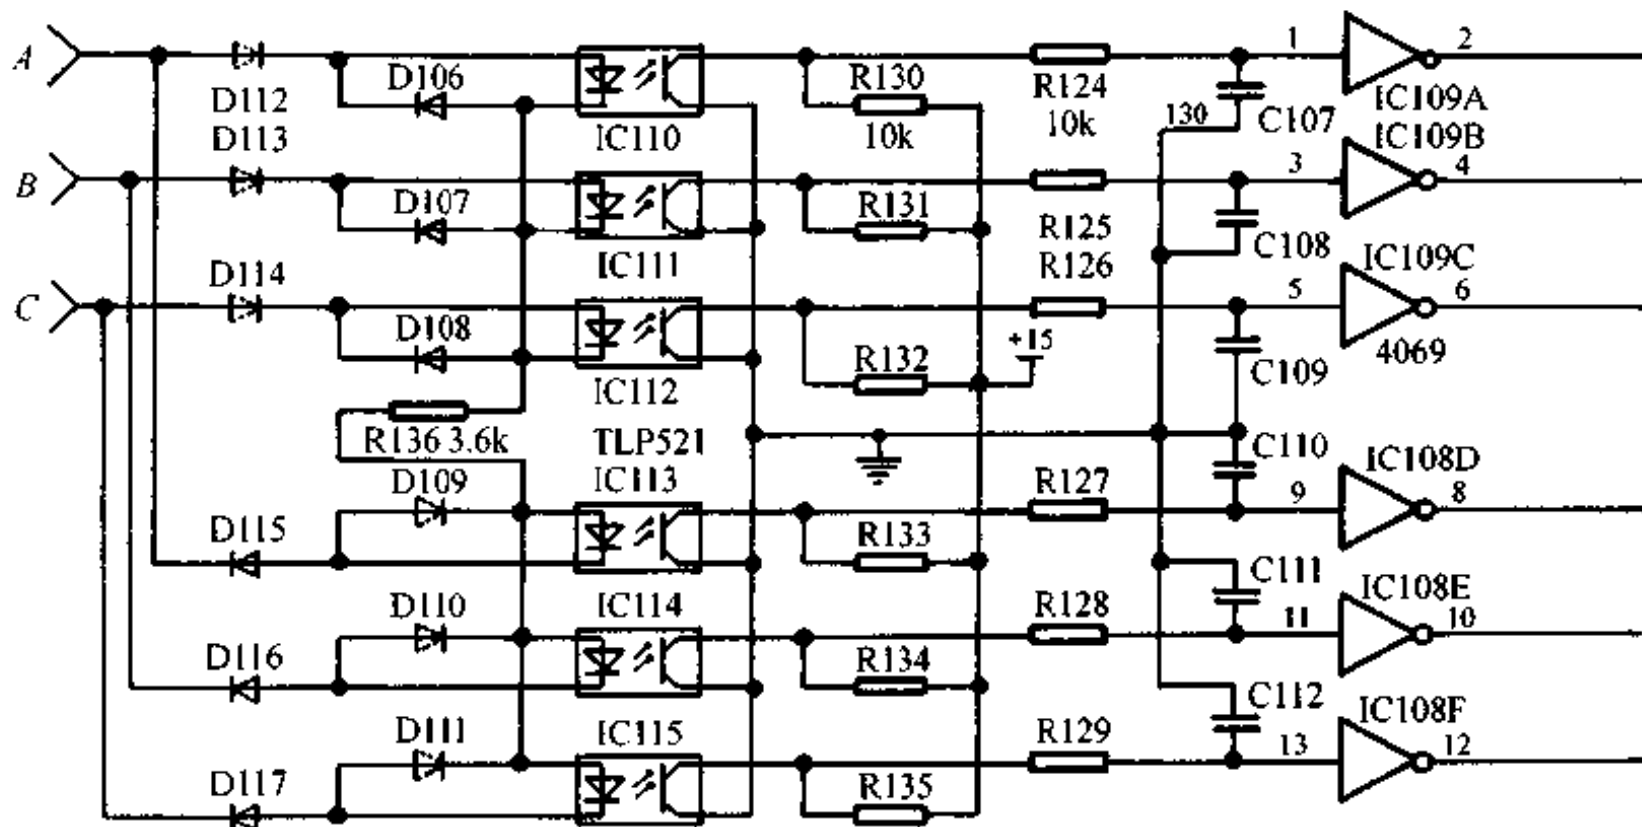 A
D112
D106
IC110
R130
10k
R124
10k
130
C107
1
2
IC109A
D113
IC109B
B
D107
IC111
R131
R125
C108
3
4
D114
R126
IC109C
C
D108
IC112
R132
+15
C109
5
6
4069
R136 3.6k
TLP521
C110
D109
IC113
R127
9
IC108D
8
D115
R133
D110
IC114
R128
C111
11
IC108E
10
D116
R134
D111
IC115
R129
C112
13
IC108F
12
D117
R135